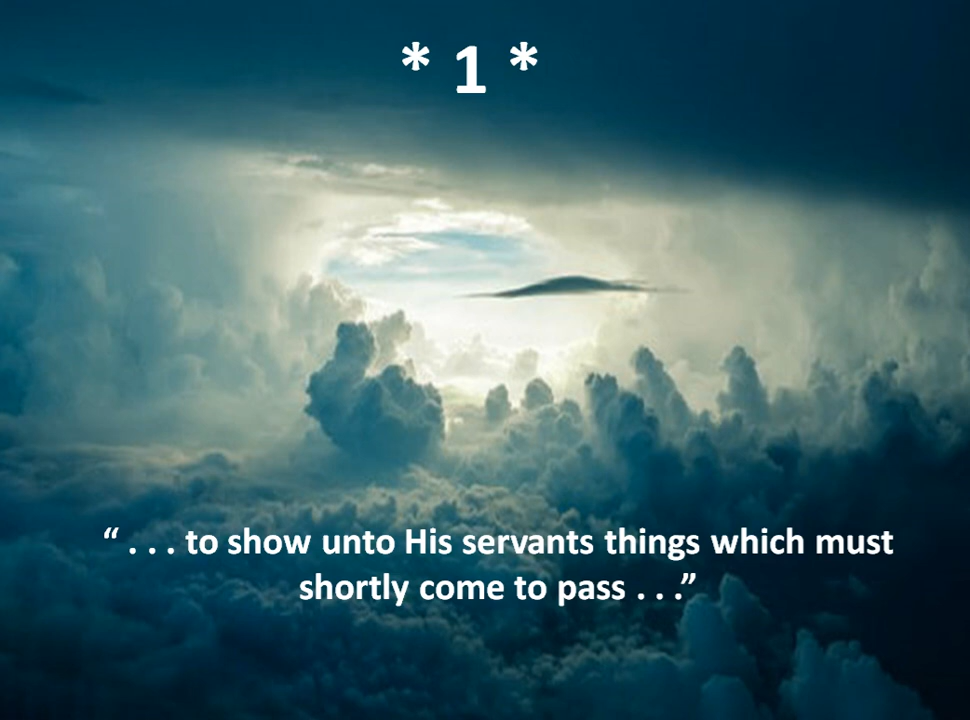 * 1 *
“ . . . to show unto His servants things which must
shortly come to pass . . .”